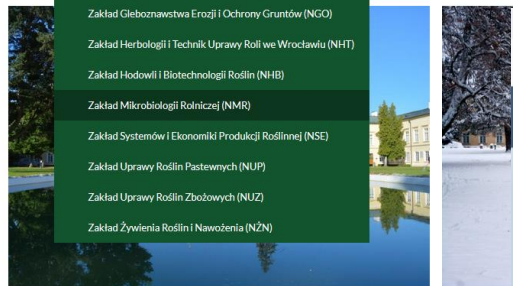 Zakład Gleboznawstwa Erozji i Ochrony Gruntów (NGO)
Zakład Herbologii i Technik Uprawy Roli we Wrocławiu (NHT)
Zakład Hodowli i Biotechnologii Roślin (NHB)
Zakład Mikrobiologii Rolniczej (NMR)
Zakład Systemów i Ekonomiki Produkcji Roślinnej (NSE)
Zakład Uprawy Roślin Pastewnych (NUP)
Zakład Uprawy Roślin Zbożowych (NUZ)
Zakład Żywienia Roślin i Nawożenia (NŻN)